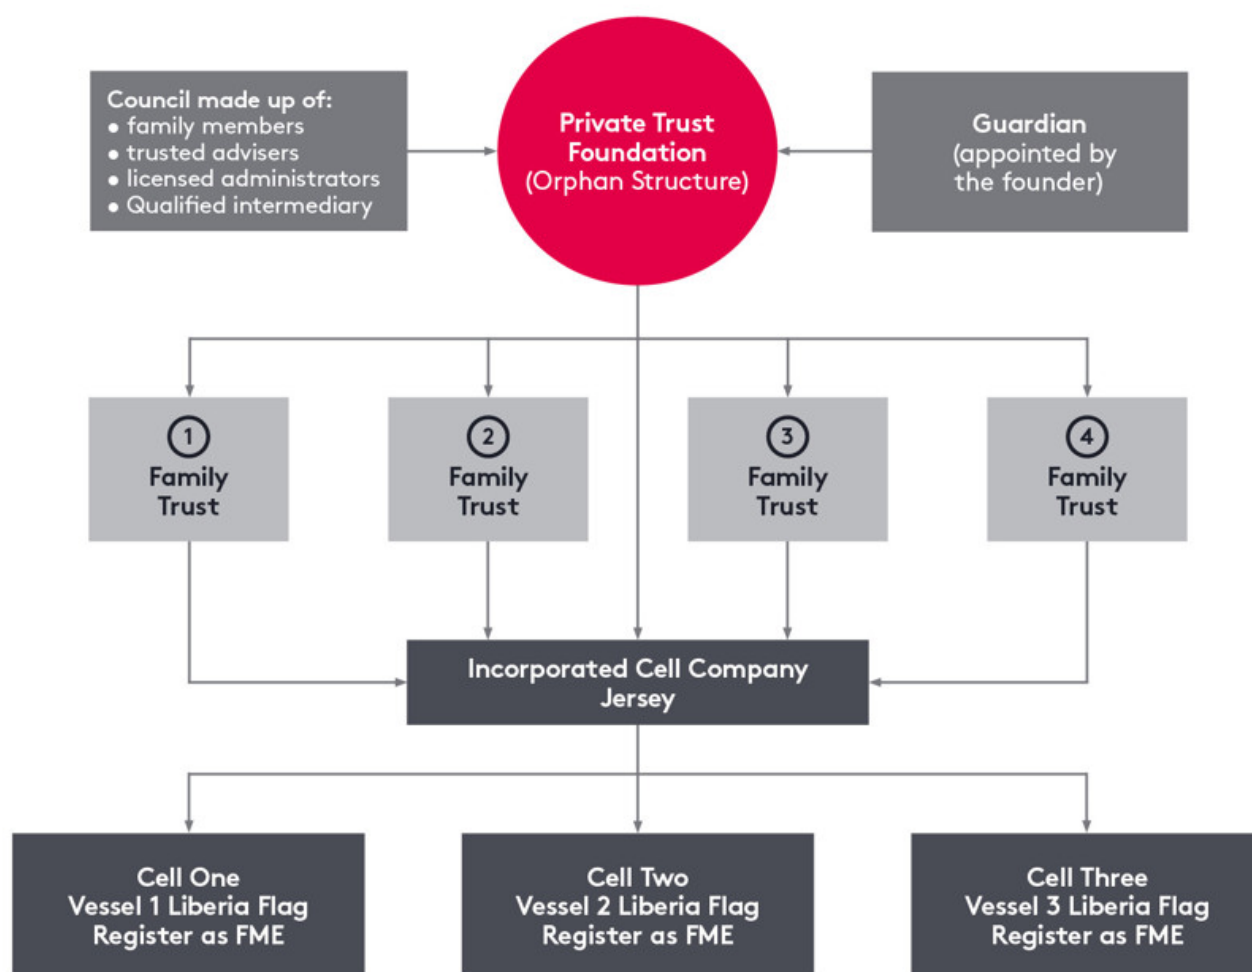 Council made up of:
• family members
• trusted advisers
• licensed administrators
• Qualified intermediary
Private Trust
Foundation
(Orphan Structure)
Guardian
(appointed by
the founder)
1
Family
Trust
2
Family
Trust
3
Family
Trust
4
Family
Trust
Incorporated Cell Company
Jersey
Cell One
Vessel 1 Liberia Flag
Register as FME
Cell Two
Vessel 2 Liberia Flag
Register as FME
Cell Three
Vessel 3 Liberia Flag
Register as FME